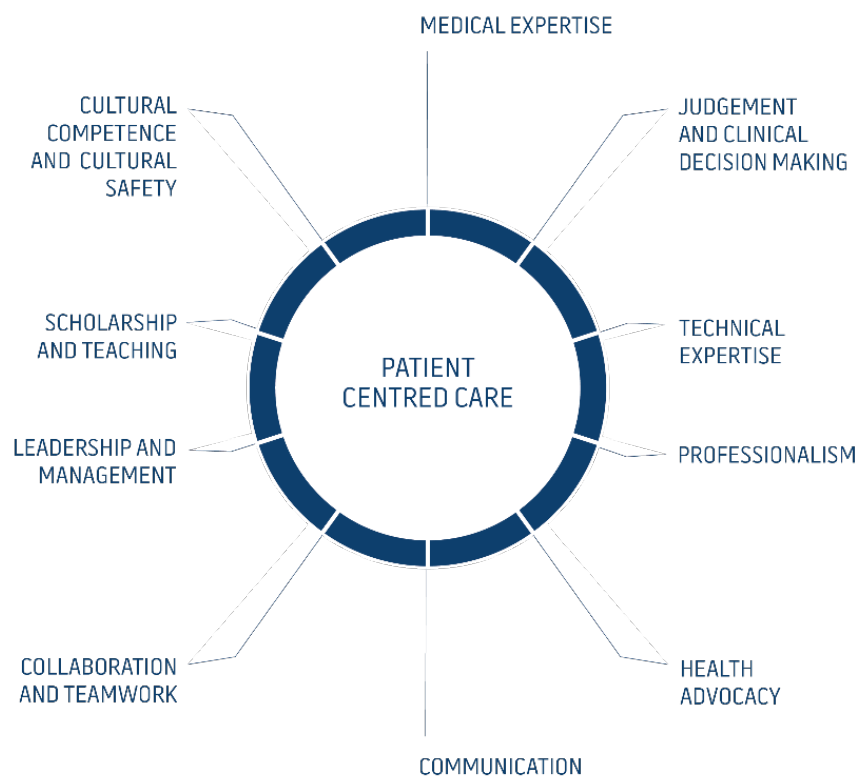 MEDICAL EXPERTISE
JUDGEMENT
AND CLINICAL
DECISION MAKING
TECHNICAL
EXPERTISE
PROFESSIONALISM
HEALTH
ADVOCACY
COMMUNICATION
COLLABORATION
AND TEAMWORK
LEADERSHIP AND
MANAGEMENT
SCHOLARSHIP
AND TEACHING
CULTURAL
COMPETENCE
AND CULTURAL
SAFETY
PATIENT
CENTRED CARE